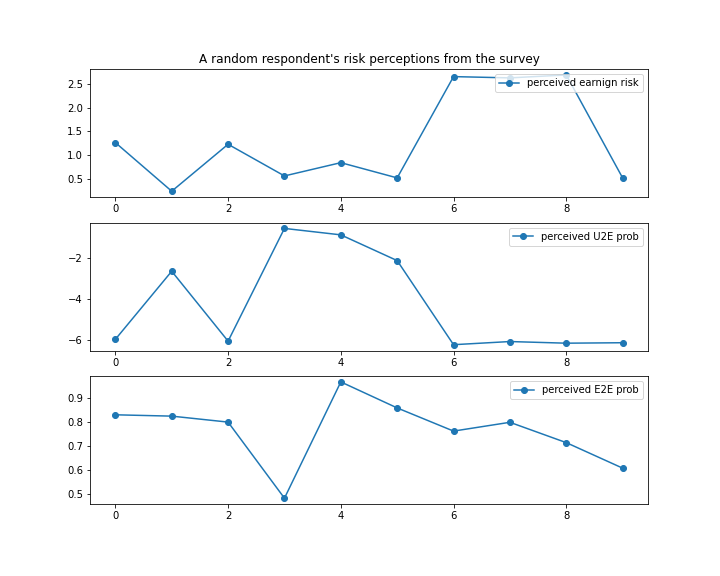 A random respondent's risk perceptions from the survey
2.5
2.0
1.5
1.0
0.5
perceived earnign risk
0 2 4 6 8
−2
−4
−6
perceived U2E prob
0 2 4 6 8
0.9
0.8
0.7
0.6
0.5
perceived E2E prob
0 2 4 6 8